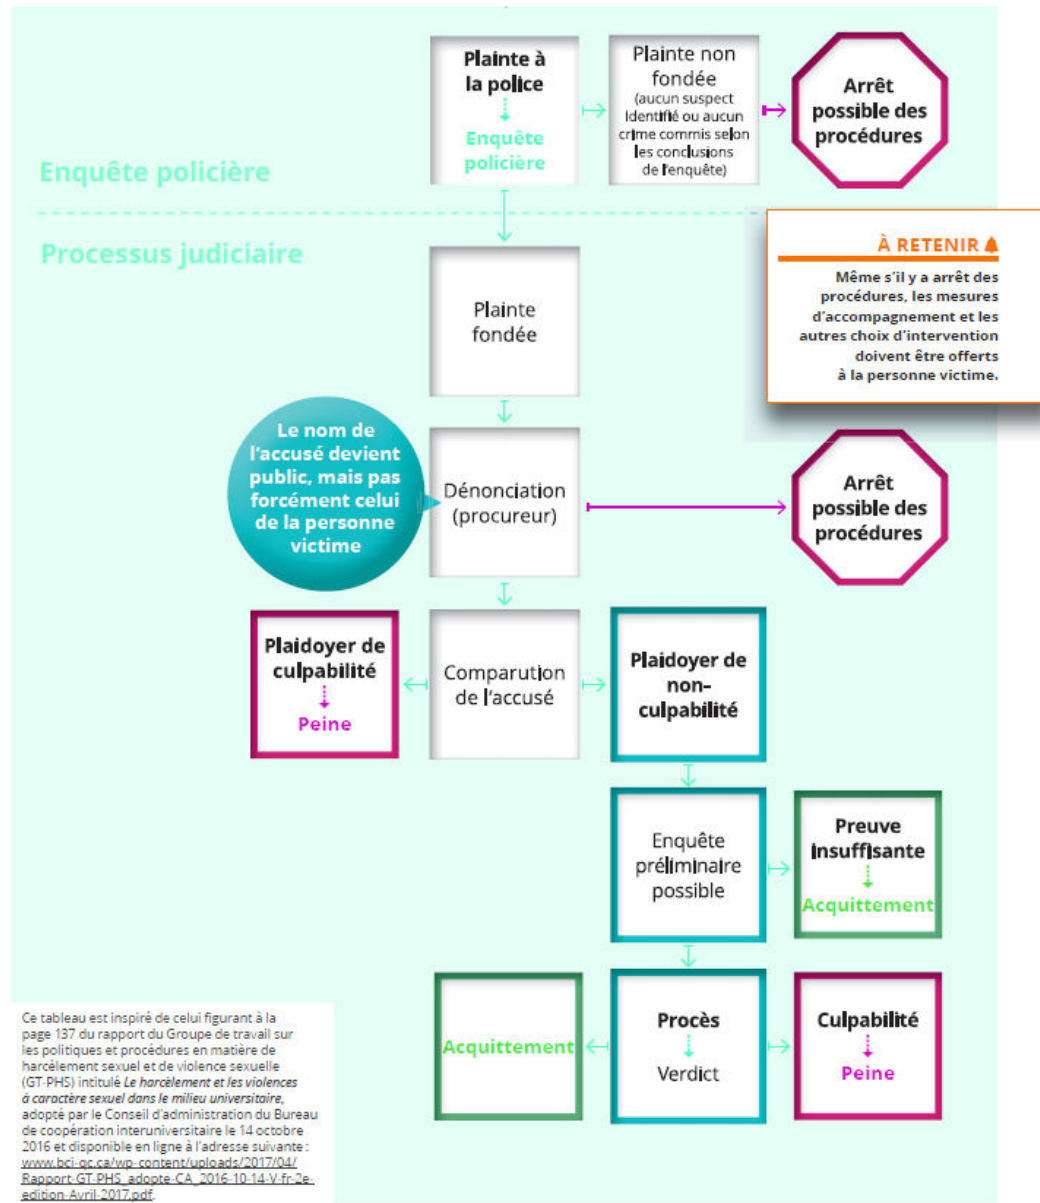 Plainte à
la police
Enquête
policière
Plainte non
fondée
(aucun suspect
identifié ou aucun
crime commis selon
les conclusions
de l'enquête)
Arrêt
possible des
procédures
Enquête policière
Processus judiciaire
À RETENIR
Même s'il y a arrêt des
procédures, les mesures
d'accompagnement et les
autres choix d'intervention
doivent être offerts
à la personne victime.
Plainte
fondée
Le nom de
l'accusé devient
public, mais pas
forcément celui
de la personne
victime
Dénonciation
(procureur)
Arrêt
possible des
procédures
Plaidoyer de
culpabilité
Peine
Comparution
de l'accusé
Plaidoyer de
non-
culpabilité
Enquête
préliminaire
possible
Preuve
insuffisante
Acquittement
Acquittement
Procès
Verdict
Culpabilité
Peine
Ce tableau est inspiré de celui figurant à la
page 137 du rapport du Groupe de travail sur
les politiques et procédures en matière de
harcèlement sexuel et de violence sexuelle
(GT-PHS) intitulé Le harcèlement et les violences
à caractère sexuel dans le milieu universitaire,
adopté par le Conseil d'administration du Bureau
de coopération interuniversitaire le 14 octobre
2016 et disponible en ligne à l'adresse suivante :
www.bci-qc.ca/wp-content/uploads/2017/04/
Rapport-GT-PHS_adopte-CA_2016-10-14-V-fr-2e-
edition-Avril-2017.pdf.